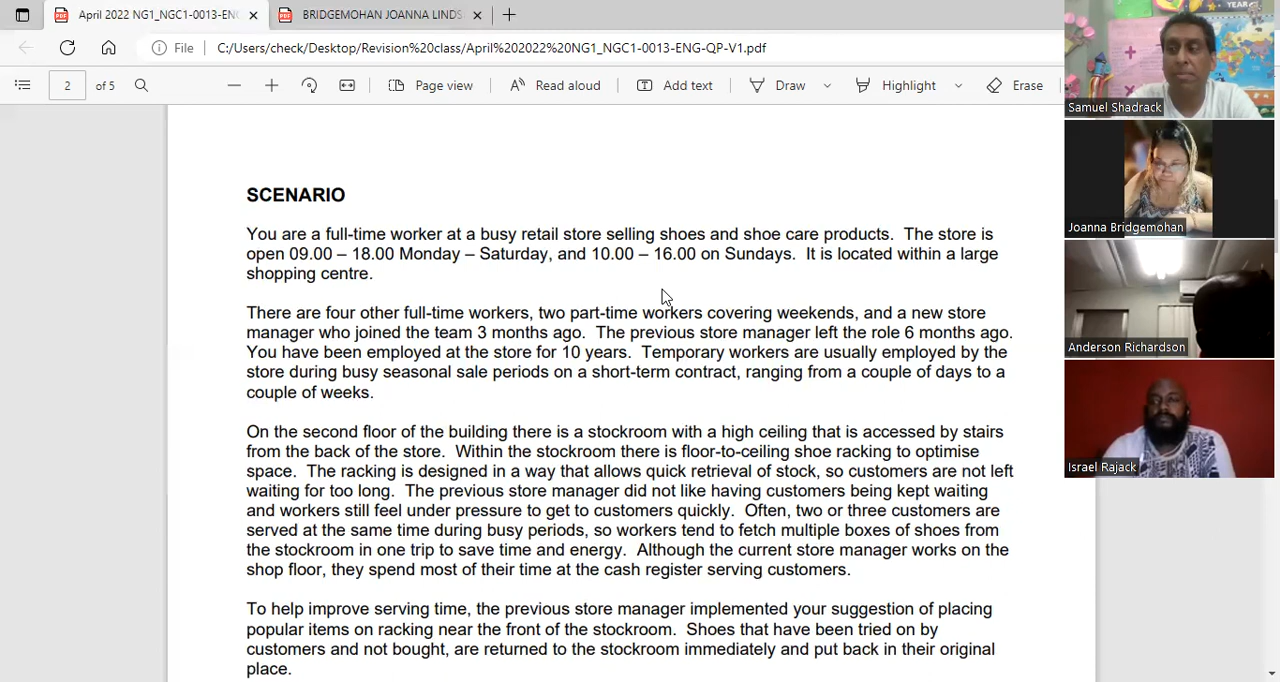 April 2022 NG1_NGC1-0013-EN
BRIDGEMOHAN JOANNA LINDS
File
C:/Users/check/Desktop/Revision%20class/April%202022%20NG1_NGC1-0013-ENG-QP-V1.pdf
2 of 5
Page view
Read aloud
Add text
Draw
Highlight
Erase
SCENARIO
You are a full-time worker at a busy retail store selling shoes and shoe care products. The store is
open 09.00 – 18.00 Monday – Saturday, and 10.00 – 16.00 on Sundays. It is located within a large
shopping centre.
There are four other full-time workers, two part-time workers covering weekends, and a new store
manager who joined the team 3 months ago. The previous store manager left the role 6 months ago.
You have been employed at the store for 10 years. Temporary workers are usually employed by the
store during busy seasonal sale periods on a short-term contract, ranging from a couple of days to a
couple of weeks.
On the second floor of the building there is a stockroom with a high ceiling that is accessed by stairs
from the back of the store. Within the stockroom there is floor-to-ceiling shoe racking to optimise
space. The racking is designed in a way that allows quick retrieval of stock, so customers are not left
waiting for too long. The previous store manager did not like having customers being kept waiting
and workers still feel under pressure to get to customers quickly. Often, two or three customers are
served at the same time during busy periods, so workers tend to fetch multiple boxes of shoes from
the stockroom in one trip to save time and energy. Although the current store manager works on the
shop floor, they spend most of their time at the cash register serving customers.
To help improve serving time, the previous store manager implemented your suggestion of placing
popular items on racking near the front of the stockroom. Shoes that have been tried on by
customers and not bought, are returned to the stockroom immediately and put back in their original
place.
YEAR
Samuel Shadrack
Joanna Bridgemohan
Anderson Richardson
Israel Rajack